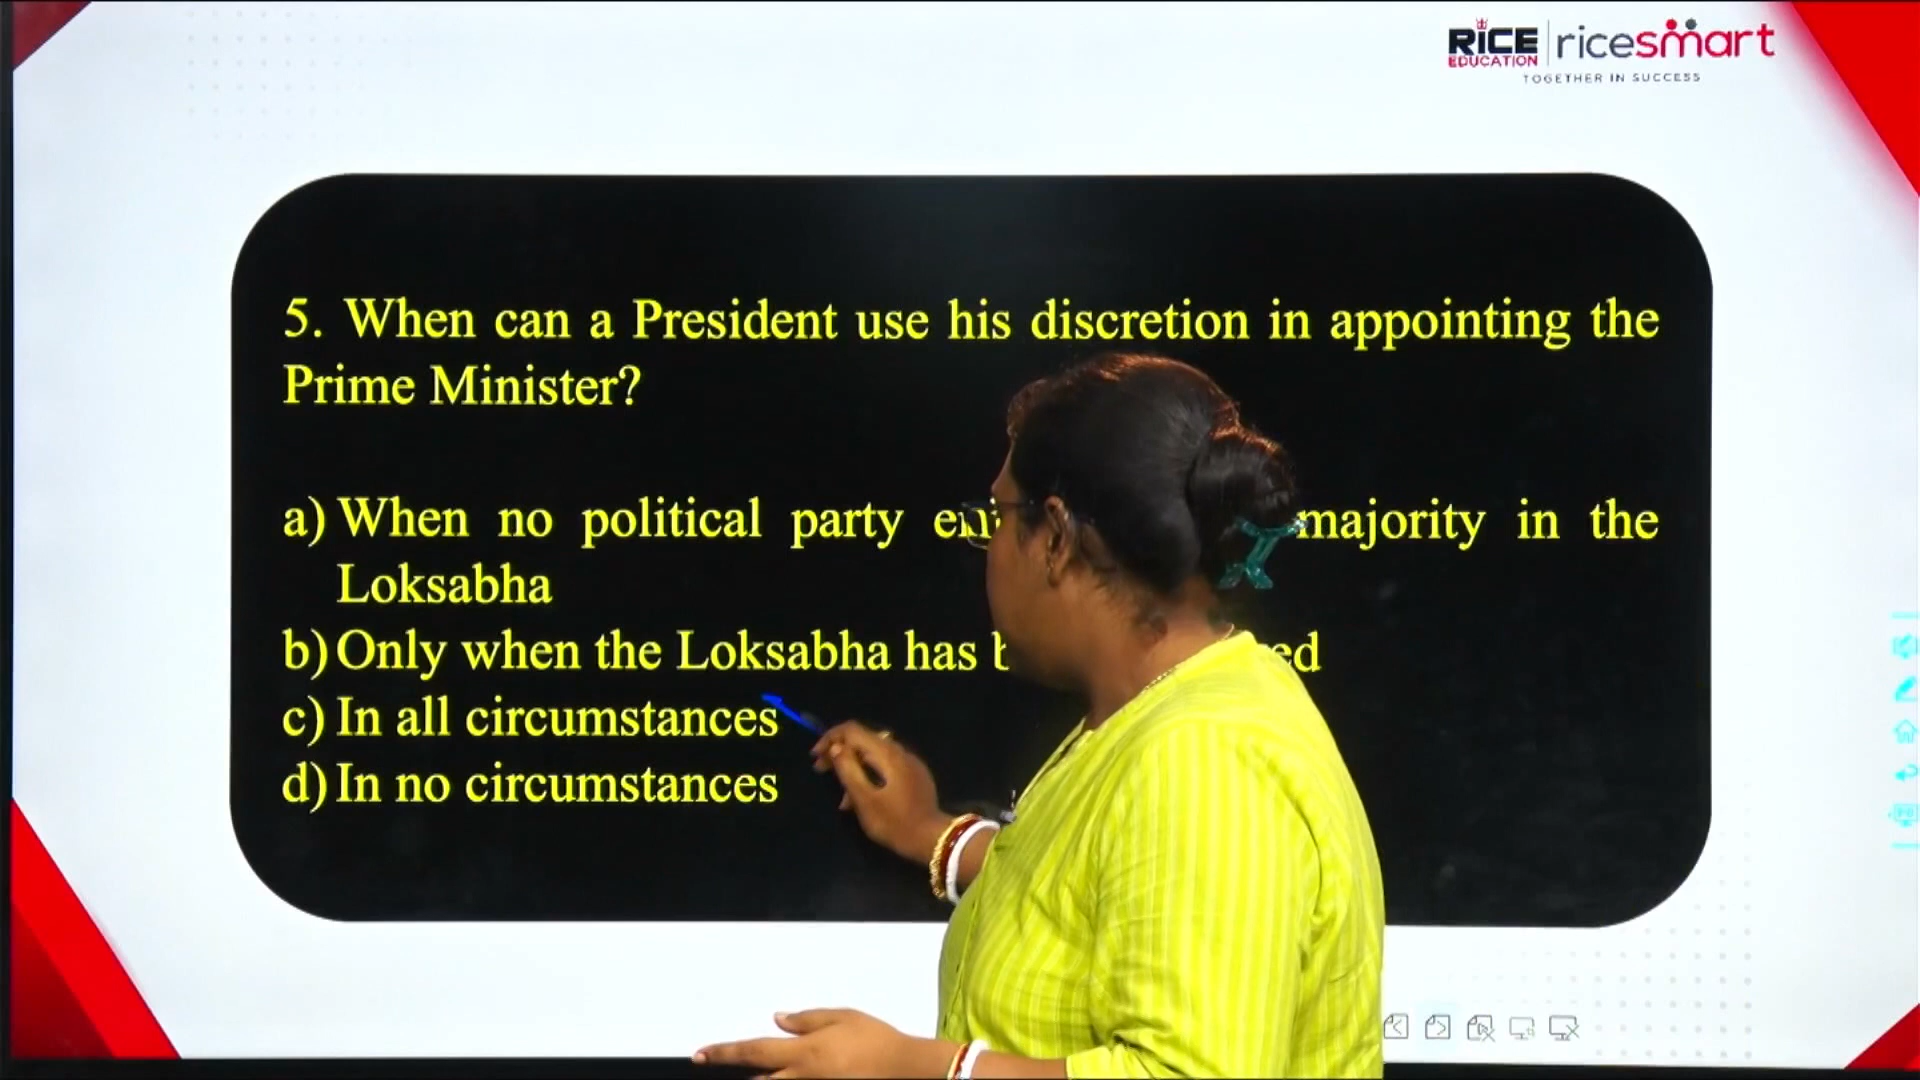 RICE
EDUCATION
ricesmart
TOGETHER IN SUCCESS
5. When can a President use his discretion in appointing the
Prime Minister?
a) When no political party majority in the
Loksabha
b) Only when the Loksabha has
c) In all circumstances
d) In no circumstances